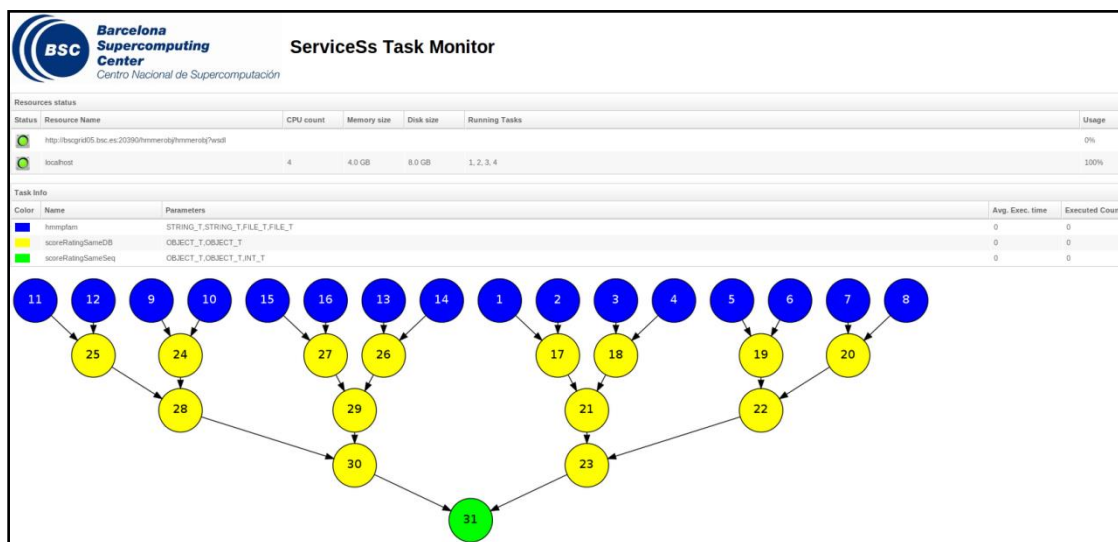 BSC
Barcelona
Supercomputing
Center
Centro Nacional de Supercomputación
ServiceSs Task Monitor
Resources status
Status Resource Name CPU count Memory size Disk size Running Tasks Usage
http://bscgrid05.bsc.es:20390/hmmerobj/hmmerobj?wsdl 0%
localhost 4 4.0 GB 8.0 GB 1, 2, 3, 4 100%
Task Info
Color Name Parameters Avg. Exec. time Executed Coun
hmmpfam STRING_T,STRING_T,FILE_T,FILE_T 0 0
scoreRatingSameDB OBJECT_T,OBJECT_T 0 0
scoreRatingSameSeq OBJECT_T,OBJECT_T,INT_T 0 0
11 12 9 10 15 16 13 14 1 2 3 4 5 6 7 8
25 24 27 26 17 18 19 20
28 29 21 22
30 23
31